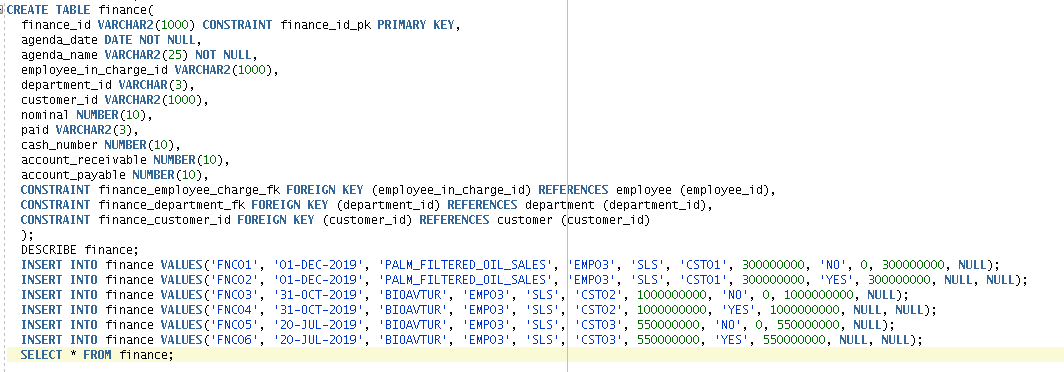 CREATE TABLE finance(
finance_id VARCHAR2(1000) CONSTRAINT finance_id_pk PRIMARY KEY,
agenda_date DATE NOT NULL,
agenda_name VARCHAR2(25) NOT NULL,
employee_in_charge_id VARCHAR2(1000),
department_id VARCHAR(3),
customer_id VARCHAR2(1000),
nominal NUMBER(10),
paid VARCHAR2(3),
cash_number NUMBER(10),
account_receivable NUMBER(10),
account_payable NUMBER(10),
CONSTRAINT finance_employee_charge_fk FOREIGN KEY (employee_in_charge_id) REFERENCES employee (employee_id),
CONSTRAINT finance_department_fk FOREIGN KEY (department_id) REFERENCES department (department_id),
CONSTRAINT finance_customer_id FOREIGN KEY (customer_id) REFERENCES customer (customer_id)
);
DESCRIBE finance;
INSERT INTO finance VALUES('FNC01', '01-DEC-2019', 'PALM_FILTERED_OIL_SALES', 'EMP03', 'SLS', 'CST01', 300000000, 'NO', 0, 300000000, NULL);
INSERT INTO finance VALUES('FNC02', '01-DEC-2019', 'PALM_FILTERED_OIL_SALES', 'EMP03', 'SLS', 'CST01', 300000000, 'YES', 300000000, NULL, NULL);
INSERT INTO finance VALUES('FNC03', '31-OCT-2019', 'BIOAVTUR', 'EMP03', 'SLS', 'CST02', 1000000000, 'NO', 0, 1000000000, NULL);
INSERT INTO finance VALUES('FNC04', '31-OCT-2019', 'BIOAVTUR', 'EMP03', 'SLS', 'CST02', 1000000000, 'YES', 1000000000, NULL, NULL);
INSERT INTO finance VALUES('FNC05', '20-JUL-2019', 'BIOAVTUR', 'EMP03', 'SLS', 'CST03', 550000000, 'NO', 0, 550000000, NULL);
INSERT INTO finance VALUES('FNC06', '20-JUL-2019', 'BIOAVTUR', 'EMP03', 'SLS', 'CST03', 550000000, 'YES', 550000000, NULL, NULL);
SELECT * FROM finance;